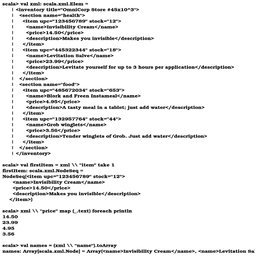 scala> val xml: scala.xml.Elem =
| <inventory title="OmniCorp Store #45x10^3">
| <section name="health">
| <item upc="123456789" stock="12">
| <name>Invisibility Cream</name>
| <price>14.50</price>
| <description>Makes you invisible</description>
| </item>
| <item upc="445322344" stock="18">
| <name>Levitation Salve</name>
| <price>23.99</price>
| <description>Levitate yourself for up to 3 hours per application</description>
| </item>
| </section>
| <section name="food">
| <item upc="485672034" stock="653">
| <name>Blork and Freen Instameal</name>
| <price>4.95</price>
| <description>A tasty meal in a tablet; just add water</description>
| </item>
| <item upc="132957764" stock="44">
| <name>Grob winglets</name>
| <price>3.56</price>
| <description>Tender winglets of Grob. Just add water</description>
| </item>
| </section>
| </inventory>
scala> val firstItem = xml \\ "item" take 1
firstItem: scala.xml.NodeSeq =
NodeSeq(<item upc="123456789" stock="12">
<name>Invisibility Cream</name>
<price>14.50</price>
<description>Makes you invisible</description>
</item>)
scala> xml \\ "price" map (_.text) foreach println
14.50
23.99
4.95
3.56
scala> val names = (xml \\ "name").toArray
names: Array[scala.xml.Node] = Array(<name>Invisibility Cream</name>, <name>Levitation Sal